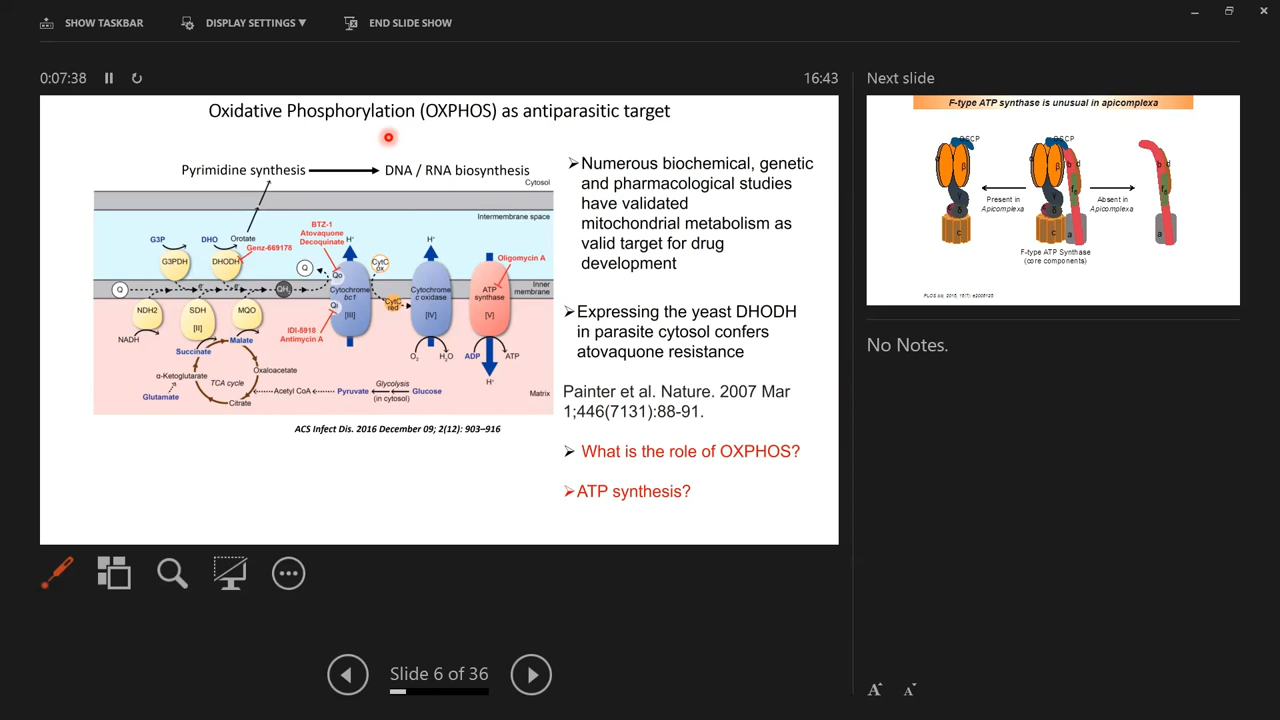 SHOW TASKBAR
DISPLAY SETTINGS ▼
END SLIDE SHOW
0:07:38
16:43
Oxidative Phosphorylation (OXPHOS) as antiparasitic target
Pyrimidine synthesis
DNA / RNA biosynthesis
Cytosol
Intermembrane space
BTZ-1
Atovaquone
Decoquinate
G3P
DHO
Orotate
Genz-669178
H+
H+
Oligomycin A
G3PDH
DHODH
Q
Qo
CytC
ox
Q
e-
e-
QH2
Cytochrome
bc1
[III]
Qi
CytC
red
Cytochrome
c oxidase
[IV]
ATP
synthase
[V]
Inner
membrane
NDH2
SDH
[II]
MQO
NADH
IDI-5918
Antimycin A
Succinate
Malate
O2
H2O
ADP
ATP
H+
α-Ketoglutarate
TCA cycle
Oxaloacetate
Glutamate
Citrate
Acetyl CoA
Pyruvate
Glycolysis
(in cytosol)
Glucose
Matrix
ACS Infect Dis. 2016 December 09; 2(12): 903–916
➢Numerous biochemical, genetic
and pharmacological studies
have validated
mitochondrial metabolism as
valid target for drug
development
➢Expressing the yeast DHODH
in parasite cytosol confers
atovaquone resistance
Painter et al. Nature. 2007 Mar
1;446(7131):88-91.
➢ What is the role of OXPHOS?
➢ATP synthesis?
Slide 6 of 36
Next slide
F-type ATP synthase is unusual in apicomplexa
OSCP
OSCP
β
β
b
d
b
d
γ
γ
δ
δ
c
c
a
a
Present in
Apicomplexa
Absent in
Apicomplexa
F-type ATP Synthase
(core components)
No Notes.
A
A